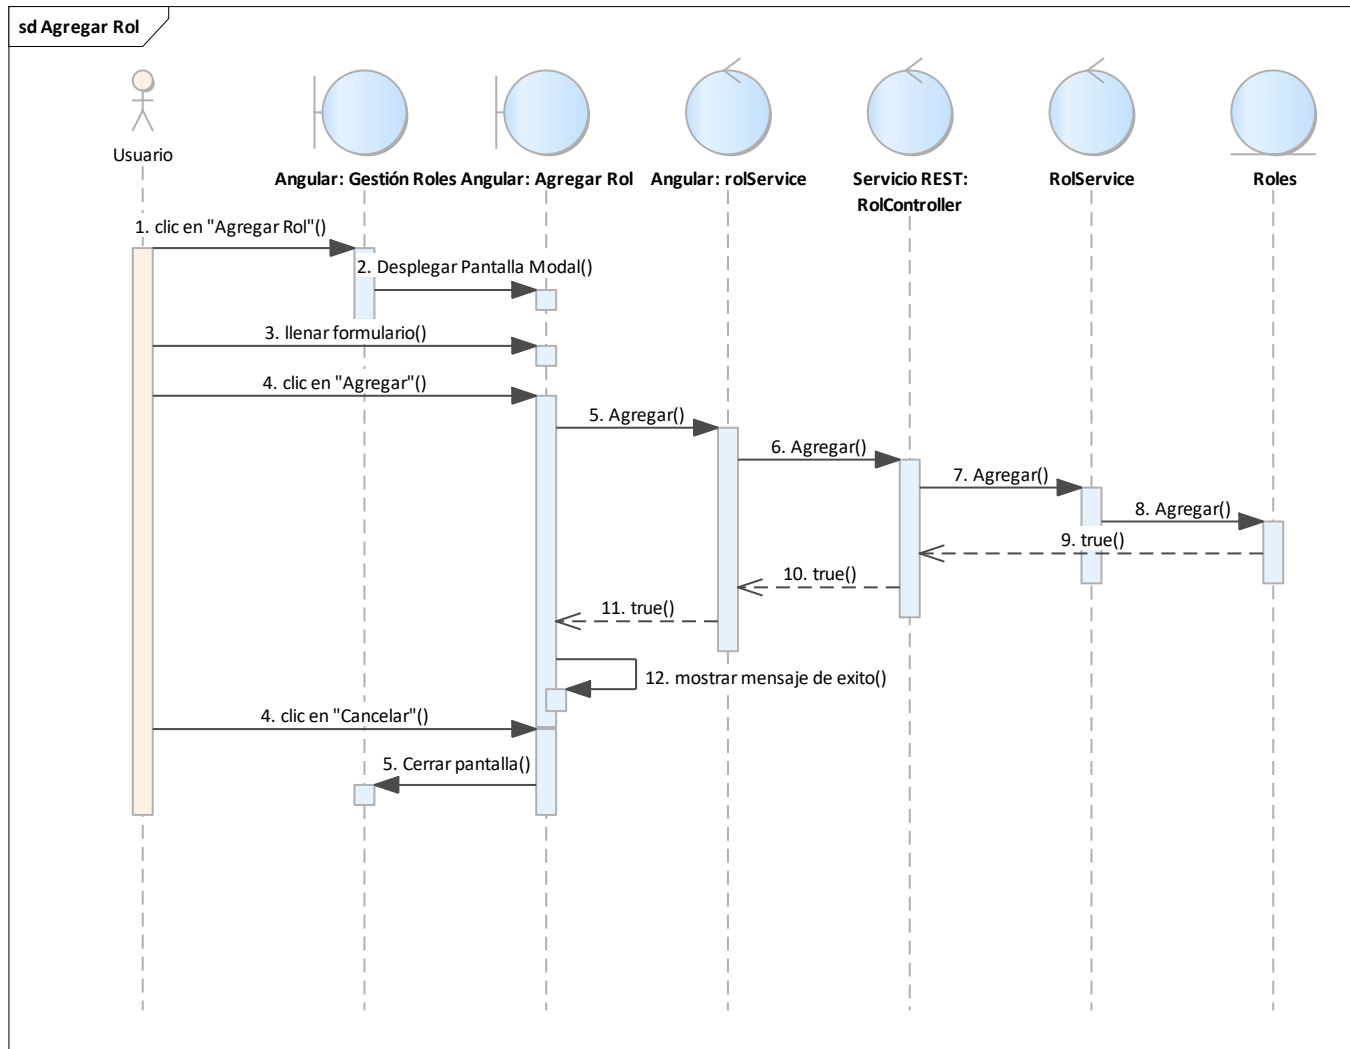 sd Agregar Rol
Usuario
Angular: Gestión Roles
Angular: Agregar Rol
Angular: rolService
Servicio REST:
RolController
RolService
Roles
1. clic en "Agregar Rol"()
2. Desplegar Pantalla Modal()
3. llenar formulario()
4. clic en "Agregar"()
5. Agregar()
6. Agregar()
7. Agregar()
8. Agregar()
9. true()
10. true()
11. true()
12. mostrar mensaje de exito()
4. clic en "Cancelar"()
5. Cerrar pantalla()